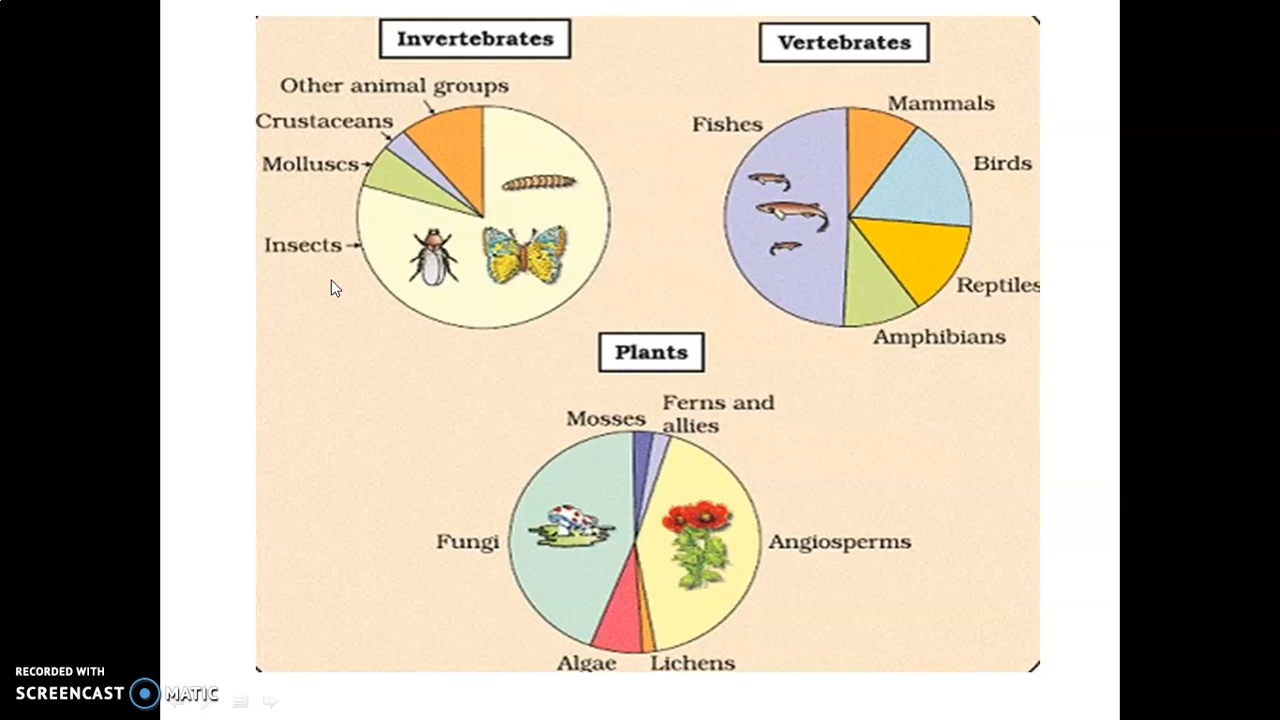 Invertebrates
Vertebrates
Other animal groups
Crustaceans
Molluscs
Insects
Fishes
Mammals
Birds
Reptiles
Amphibians
Plants
Mosses
Ferns and
allies
Fungi
Angiosperms
Algae
Lichens
RECORDED WITH
SCREENCAST MATIC